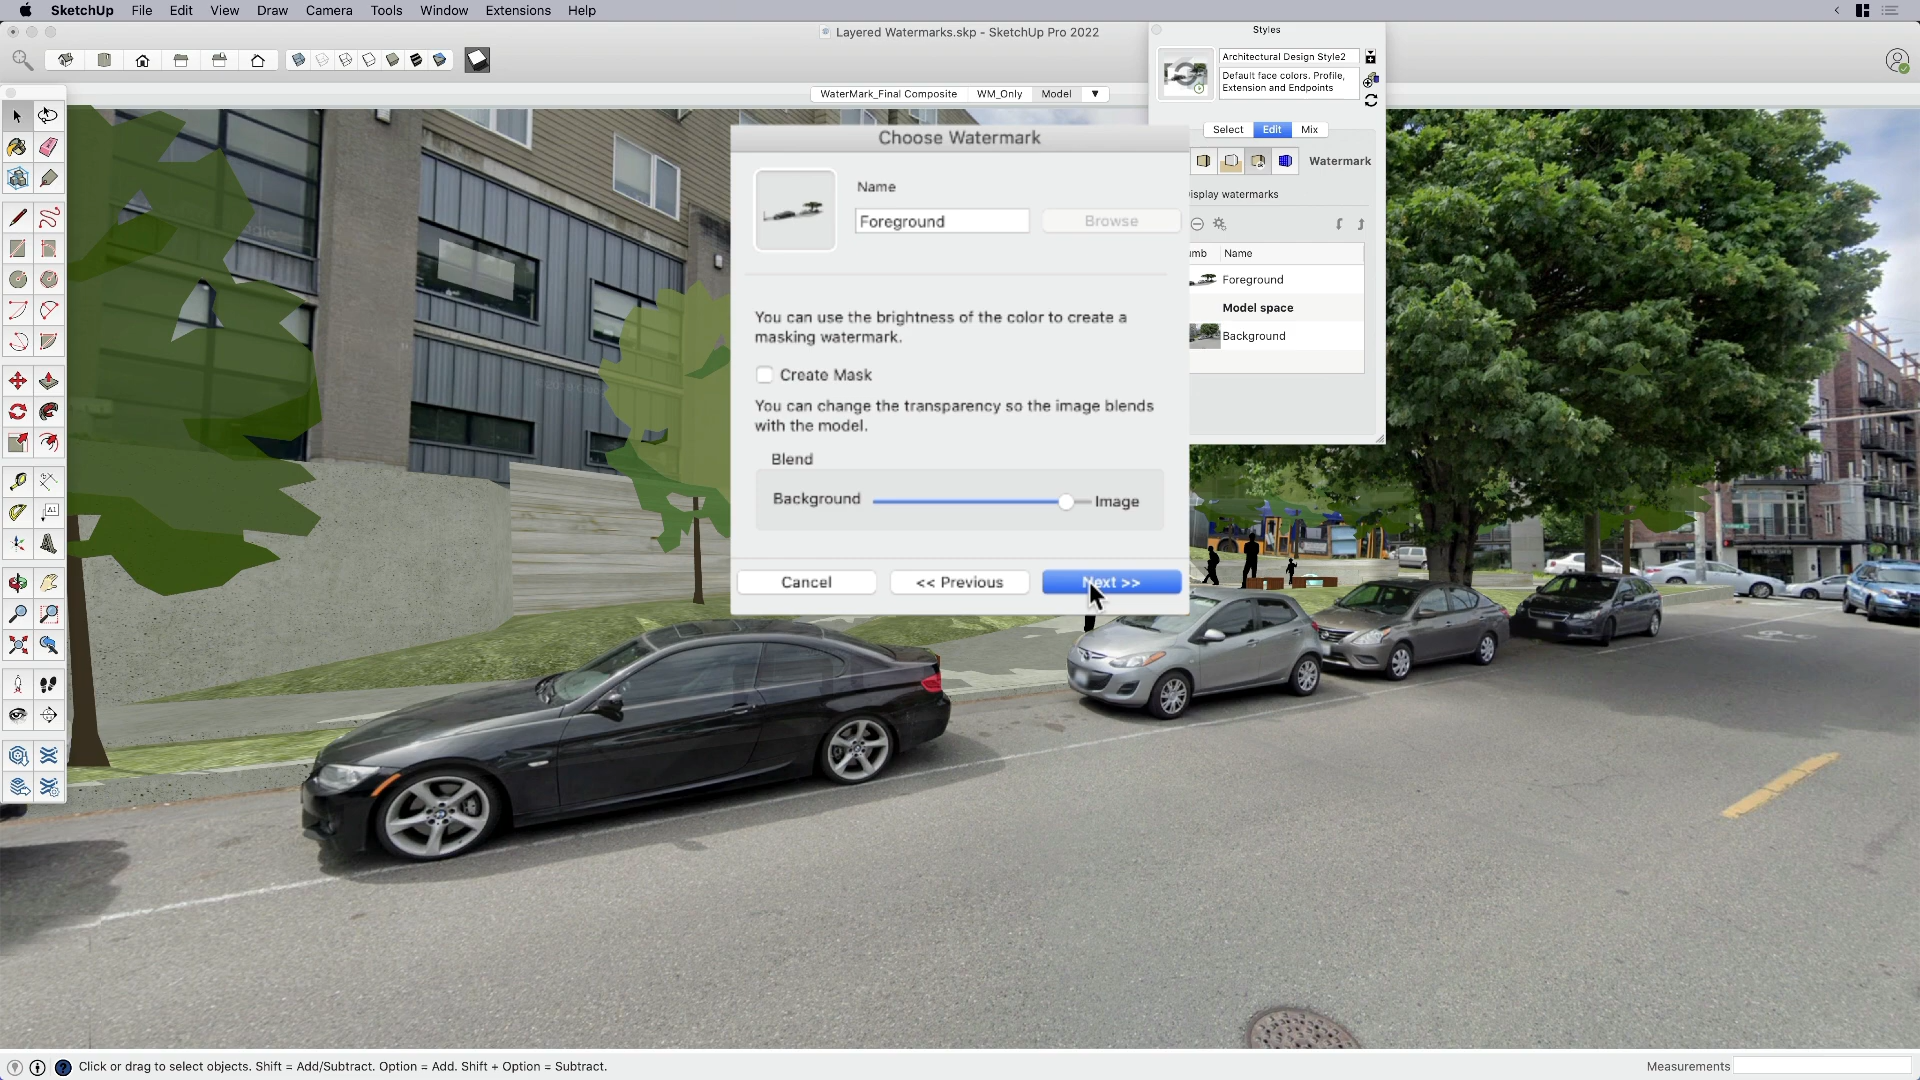 SketchUp File Edit View Draw Camera Tools Window Extensions Help
Layered Watermarks.skp - SketchUp Pro 2022
WaterMark_Final Composite WM_Only Model
Styles
Architectural Design Style2
Default face colors. Profile,
Extension and Endpoints
Select Edit Mix
Watermark
isplay watermarks
umb Name
Foreground
Model space
Background
Choose Watermark
Name
Foreground Browse
You can use the brightness of the color to create a
masking watermark.
Create Mask
You can change the transparency so the image blends
with the model.
Blend
Background Image
Cancel << Previous Next >>
A1
Click or drag to select objects. Shift = Add/Subtract. Option = Add. Shift + Option = Subtract.
Measurements